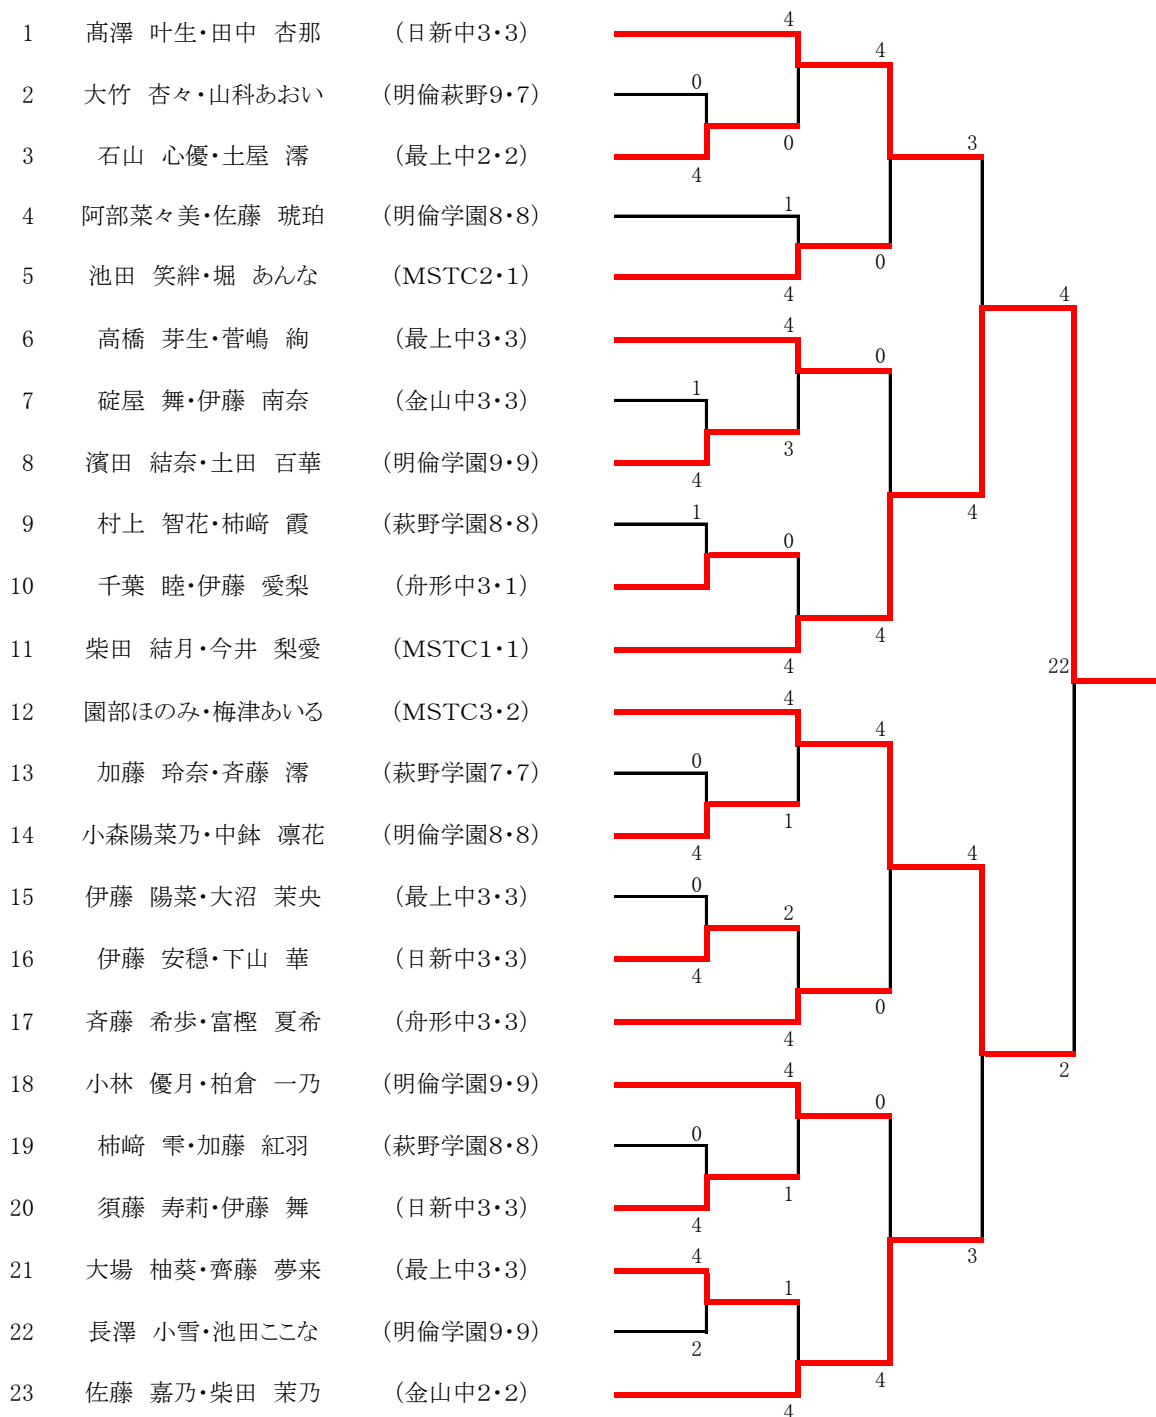 1 髙澤 叶生・田中 杏那 (日新中3・3) 4
4
2 大竹 杏々・山科あおい (明倫萩野9・7) 0
0 3
3 石山 心優・土屋 澪 (最上中2・2) 4
4 阿部菜々美・佐藤 琥珀 (明倫学園8・8) 1
0
5 池田 笑絆・堀 あんな (MSTC2・1) 4
4
6 高橋 芽生・菅嶋 絢 (最上中3・3) 4
0
7 碇屋 舞・伊藤 南奈 (金山中3・3) 1
3
8 濱田 結奈・土田 百華 (明倫学園9・9) 4
4
9 村上 智花・柿﨑 霞 (萩野学園8・8) 1
0
10 千葉 睦・伊藤 愛梨 (舟形中3・1)
4
11 柴田 結月・今井 梨愛 (MSTC1・1) 4
22
12 園部ほのみ・梅津あいる (MSTC3・2) 4
4
13 加藤 玲奈・斉藤 澪 (萩野学園7・7) 0
1
14 小森陽菜乃・中鉢 凛花 (明倫学園8・8) 4
4
15 伊藤 陽菜・大沼 茉央 (最上中3・3) 0
2
16 伊藤 安穏・下山 華 (日新中3・3) 4
0
17 斉藤 希歩・富樫 夏希 (舟形中3・3) 4
2
18 小林 優月・柏倉 一乃 (明倫学園9・9) 4
0
19 柿﨑 雫・加藤 紅羽 (萩野学園8・8) 0
1
20 須藤 寿莉・伊藤 舞 (日新中3・3) 4
3
21 大場 柚葵・齊藤 夢来 (最上中3・3) 4
1
22 長澤 小雪・池田ここな (明倫学園9・9) 2
4
23 佐藤 嘉乃・柴田 茉乃 (金山中2・2) 4